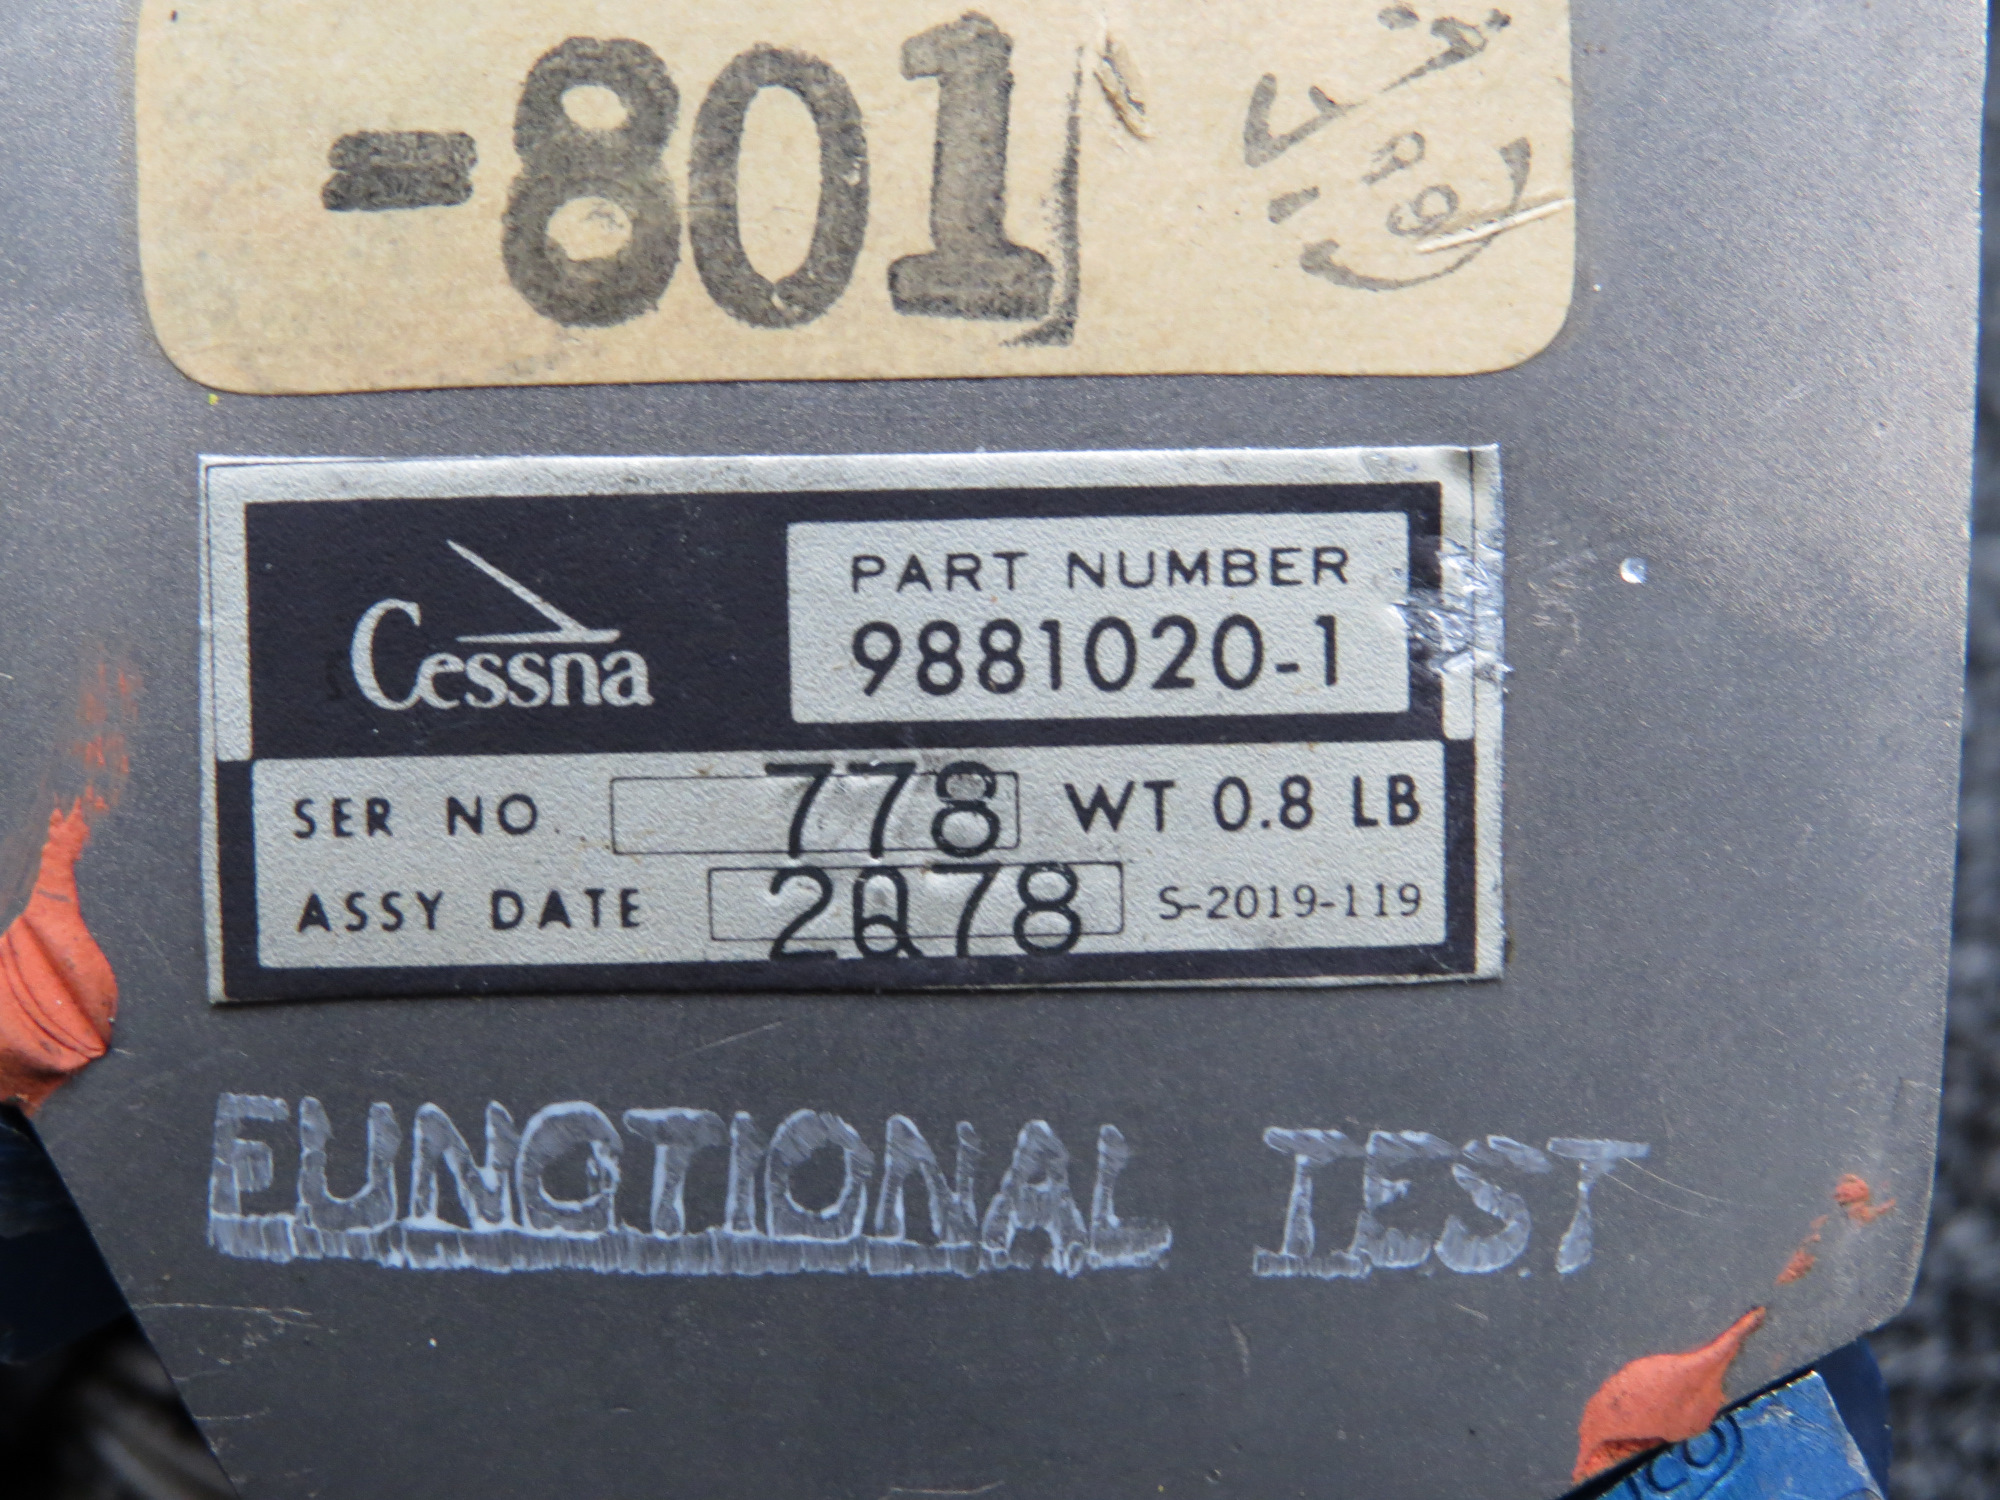 -801
Cessna
PART NUMBER
9881020-1
SER NO 778 WT 0.8 LB
ASSY DATE 2Q78 S-2019-119
FUNCTIONAL TEST